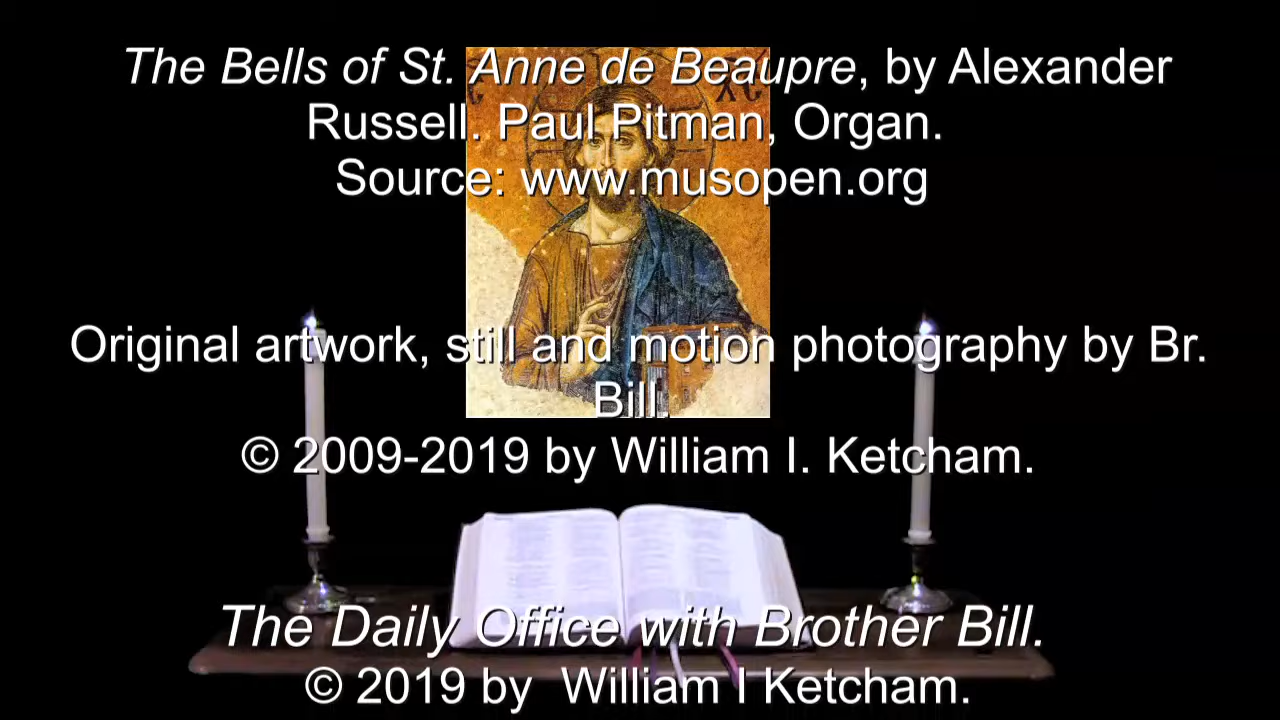 The Bells of St. Anne de Beaupre, by Alexander
Russell. Paul Pitman, Organ.
Source: www.musopen.org
Original artwork, still and motion photography by Br.
Bill.
© 2009-2019 by William I. Ketcham.
The Daily Office with Brother Bill.
© 2019 by  William I Ketcham.